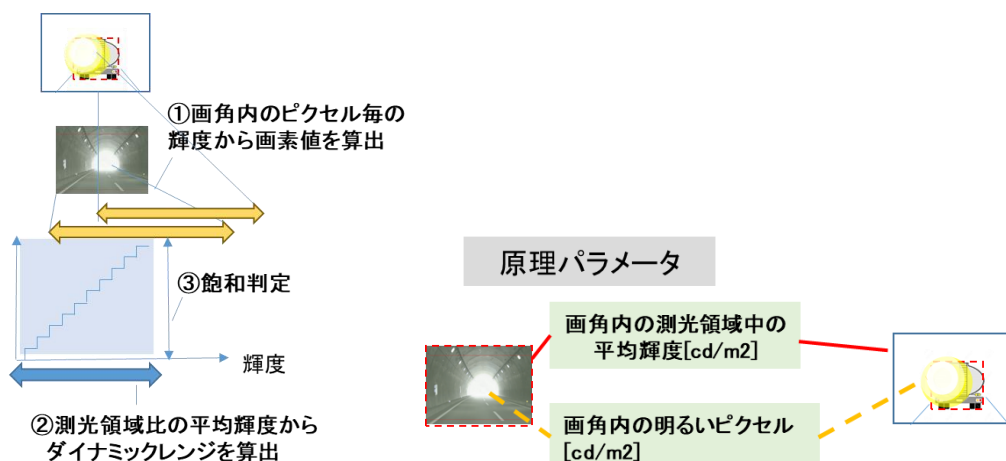 ①画角内のピクセル毎の
輝度から画素値を算出
③飽和判定
輝度
②測光領域比の平均輝度から
ダイナミックレンジを算出
原理パラメータ
画角内の測光領域中の
平均輝度[cd/m2]
画角内の明るいピクセル
[cd/m2]